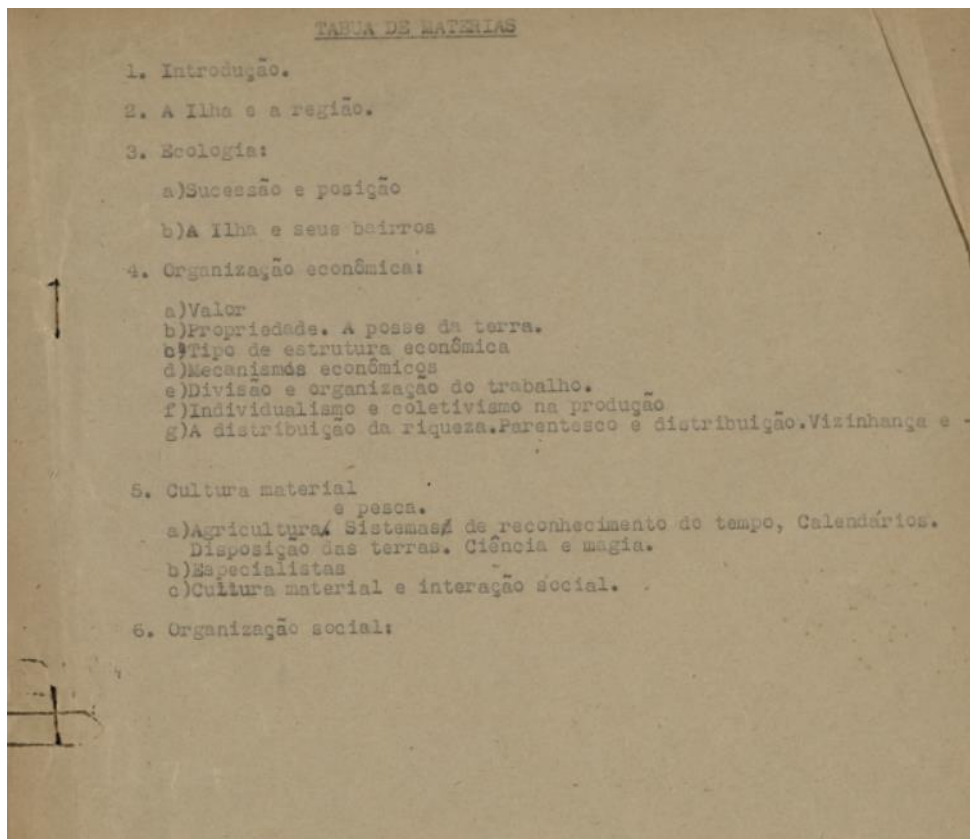 TABUA DE MATERIAS
1. Introdução.
2. A Ilha e a região.
3. Ecologia:
a)Sucessão e posição
b)A Ilha e seus bairros
4. Organização econômica:
a)Valor
b)Propriedade. A posse da terra.
c)Tipo de estrutura econômica
d)Mecanismos econômicos
e)Divisão e organização do trabalho.
f)Individualismo e coletivismo na produção
g)A distribuição da riqueza.Parentesco e distribuição.Vizinhança e -
5. Cultura material
e pesca.
a)Agricultura/ Sistemas/ de reconhecimento do tempo, Calendários.
Disposição das terras. Ciência e magia.
b)Especialistas
c)Cultura material e interação social.
6. Organização social: